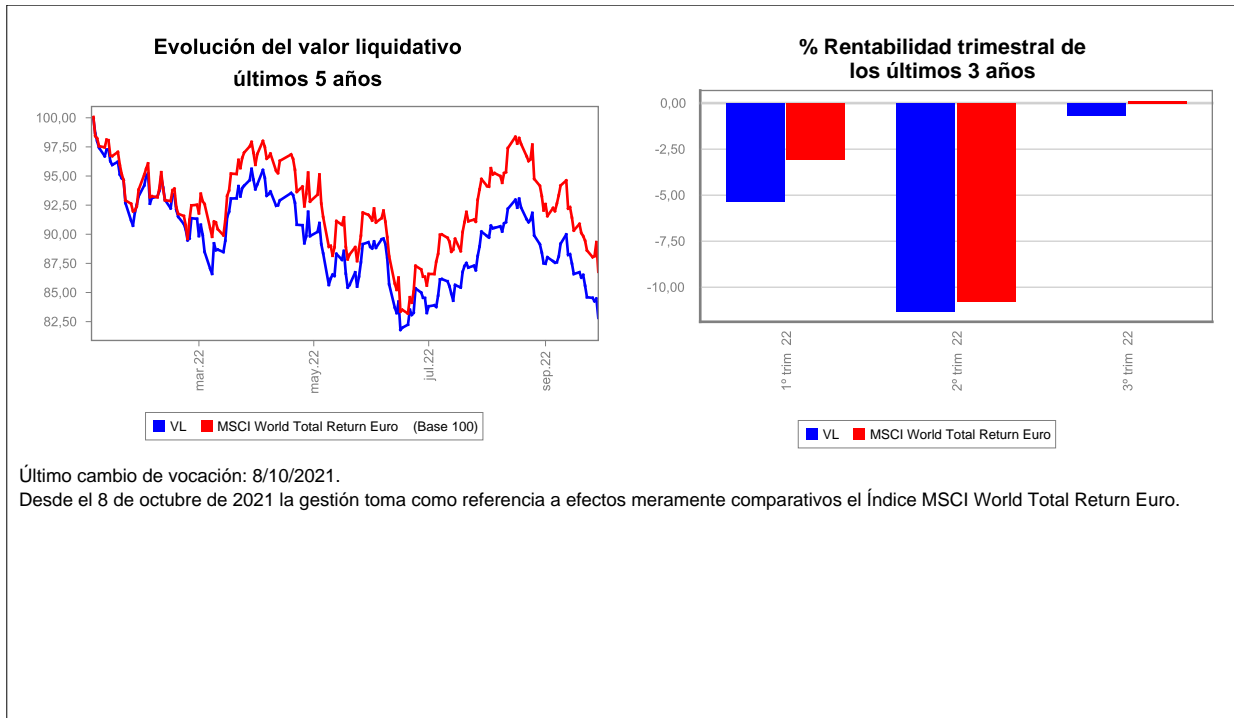 Evolución del valor liquidativo
últimos 5 años
100,00
97,50
95,00
92,50
90,00
87,50
85,00
82,50
mar.22
may.22
jul.22
sep.22
VL MSCI World Total Return Euro (Base 100)
% Rentabilidad trimestral de
los últimos 3 años
0,00
-2,50
-5,00
-7,50
-10,00
1º trim 22
2º trim 22
3º trim 22
VL MSCI World Total Return Euro
Último cambio de vocación: 8/10/2021.
Desde el 8 de octubre de 2021 la gestión toma como referencia a efectos meramente comparativos el Índice MSCI World Total Return Euro.